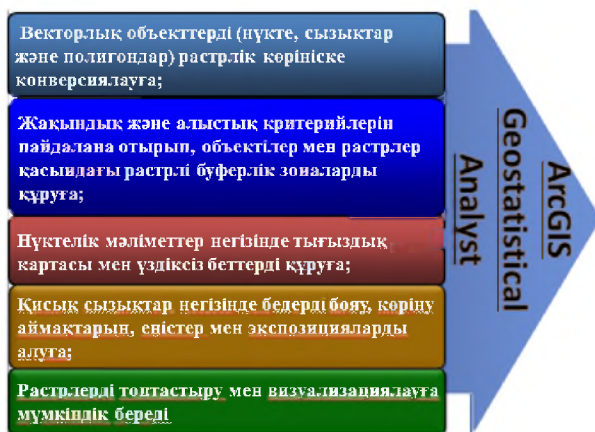 Векторлық объекттерді (нүкте, сызықтар
және полигондар) растрлік көрініске
конверсиялауға;
Жақындық және алыстық критерийлерін
пайдалана отырып, объектілер мен растрлер
қасындағы растрлі буферлік зоналарды
құруға;
Нүктелік мәліметтер негізінде тығыздық
картасы мен үздіксіз беттерді құруға;
Қисық сызықтар негізінде бедерді бояу, көріну
аймақтарын, еністер мен экспозицияларды
алуға;
Растрлерді топтастыру мен визуализациялауға
мүмкіндік береді
ArcGIS
Geostatistical
Analyst